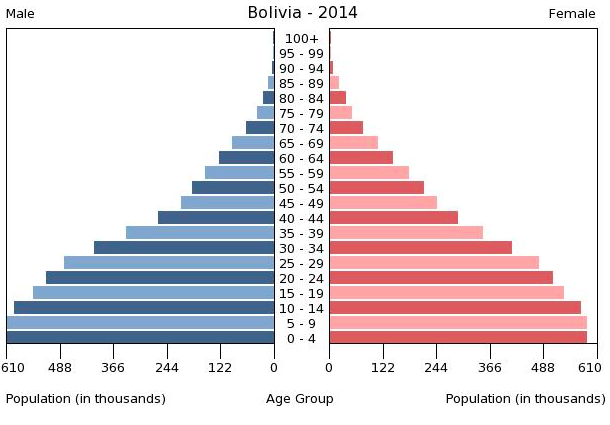 Male Bolivia - 2014 Female
100+
95 - 99
90 - 94
85 - 89
80 - 84
75 - 79
70 - 74
65 - 69
60 - 64
55 - 59
50 - 54
45 - 49
40 - 44
35 - 39
30 - 34
25 - 29
20 - 24
15 - 19
10 - 14
5 - 9
0 - 4
610 488 366 244 122 0 0 122 244 366 488 610
Population (in thousands) Age Group Population (in thousands)